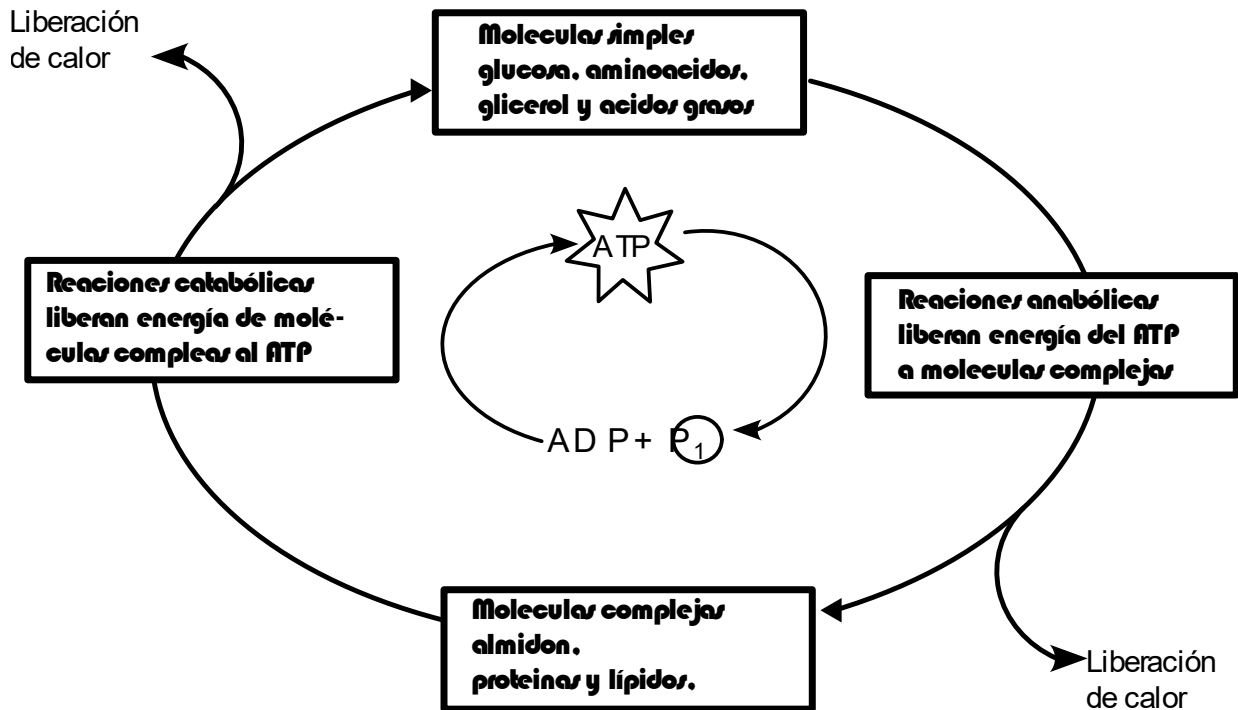 Liberación
de calor
Moleculas simples
glucosa, aminoacidos,
glicerol y acidos grasos
ATP
Reaciones catabólicas
liberan energía de molé-
culas compleas al ATP
Reaciones anabólicas
liberan energía del ATP
a moleculas complejas
ADP + P1
Moleculas complejas
almidon,
proteinas y lípidos,
Liberación
de calor